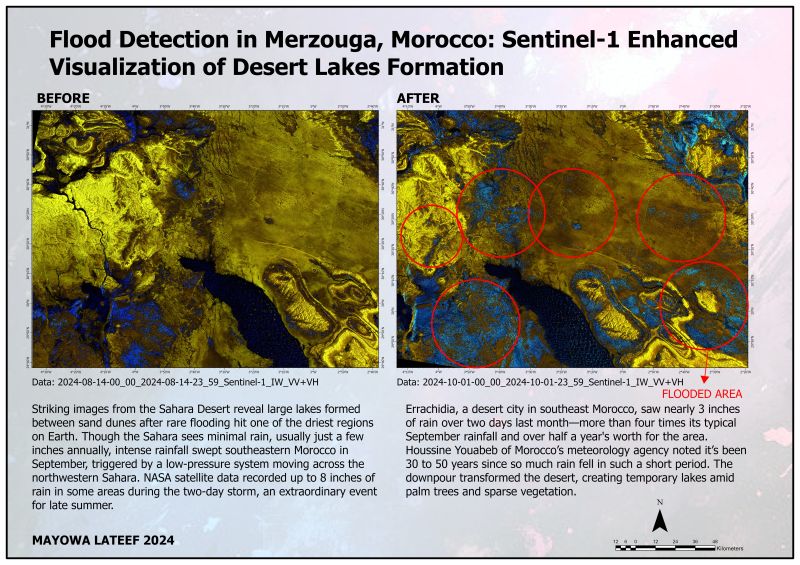 Flood Detection in Merzouga, Morocco: Sentinel-1 Enhanced
Visualization of Desert Lakes Formation
BEFORE
AFTER
Data: 2024-08-14-00_00_2024-08-14-23_59_Sentinel-1_IW_VV+VH
Data: 2024-10-01-00_00_2024-10-01-23_59_Sentinel-1_IW_VV+VH
FLOODED AREA
Striking images from the Sahara Desert reveal large lakes formed
between sand dunes after rare flooding hit one of the driest regions
on Earth. Though the Sahara sees minimal rain, usually just a few
inches annually, intense rainfall swept southeastern Morocco in
September, triggered by a low-pressure system moving across the
northwestern Sahara. NASA satellite data recorded up to 8 inches of
rain in some areas during the two-day storm, an extraordinary event
for late summer.
Errachidia, a desert city in southeast Morocco, saw nearly 3 inches
of rain over two days last month—more than four times its typical
September rainfall and over half a year's worth for the area.
Houssine Youabeb of Morocco’s meteorology agency noted it’s been
30 to 50 years since so much rain fell in such a short period. The
downpour transformed the desert, creating temporary lakes amid
palm trees and sparse vegetation.
N
12 6 0 12 24 36 48
Kilometers
MAYOWA LATEEF 2024